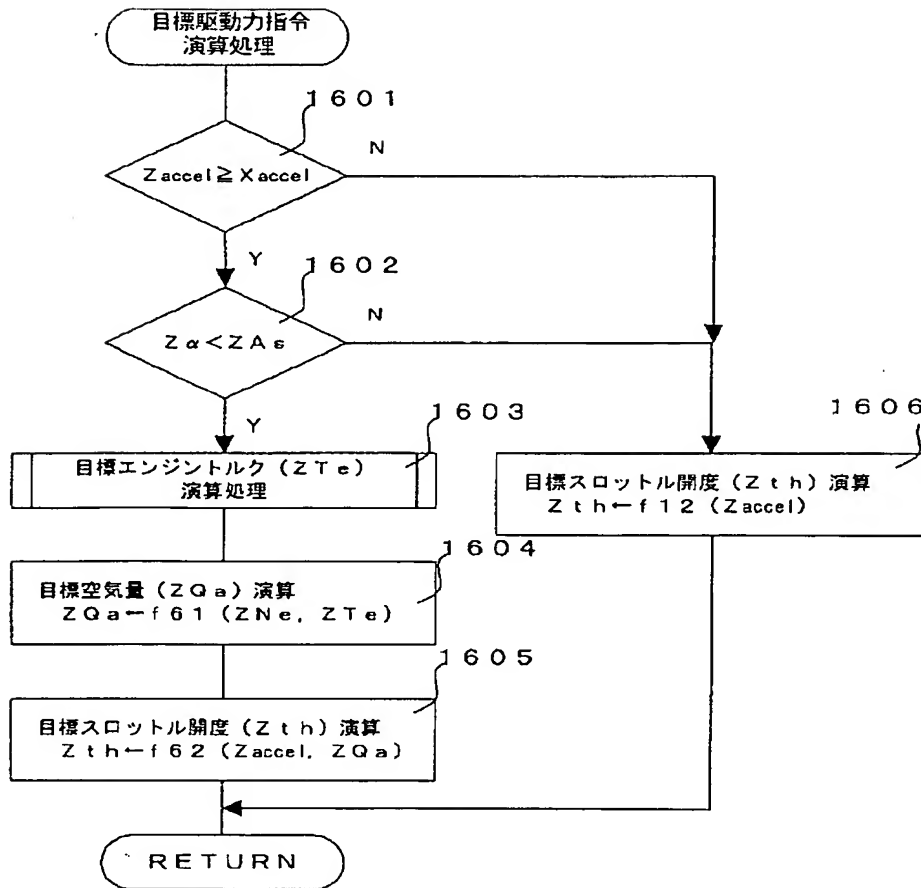 目標駆動力指令
演算処理
1601
Zaccel≧Xaccel
N
Y
1602
Zα<ZAε
N
Y
1603
目標エンジントルク(ZTe)
演算処理
1606
目標スロットル開度(Zth)演算
Zth←f12(Zaccel)
1604
目標空気量(ZQa)演算
ZQa←f61(ZNe, ZTe)
1605
目標スロットル開度(Zth)演算
Zth←f62(Zaccel, ZQa)
RETURN